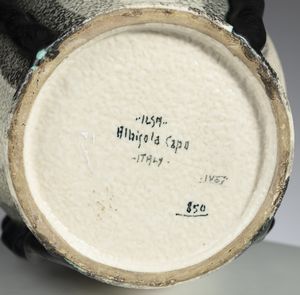 ..ILSA..
Albisola Capo
-ITALY-
850